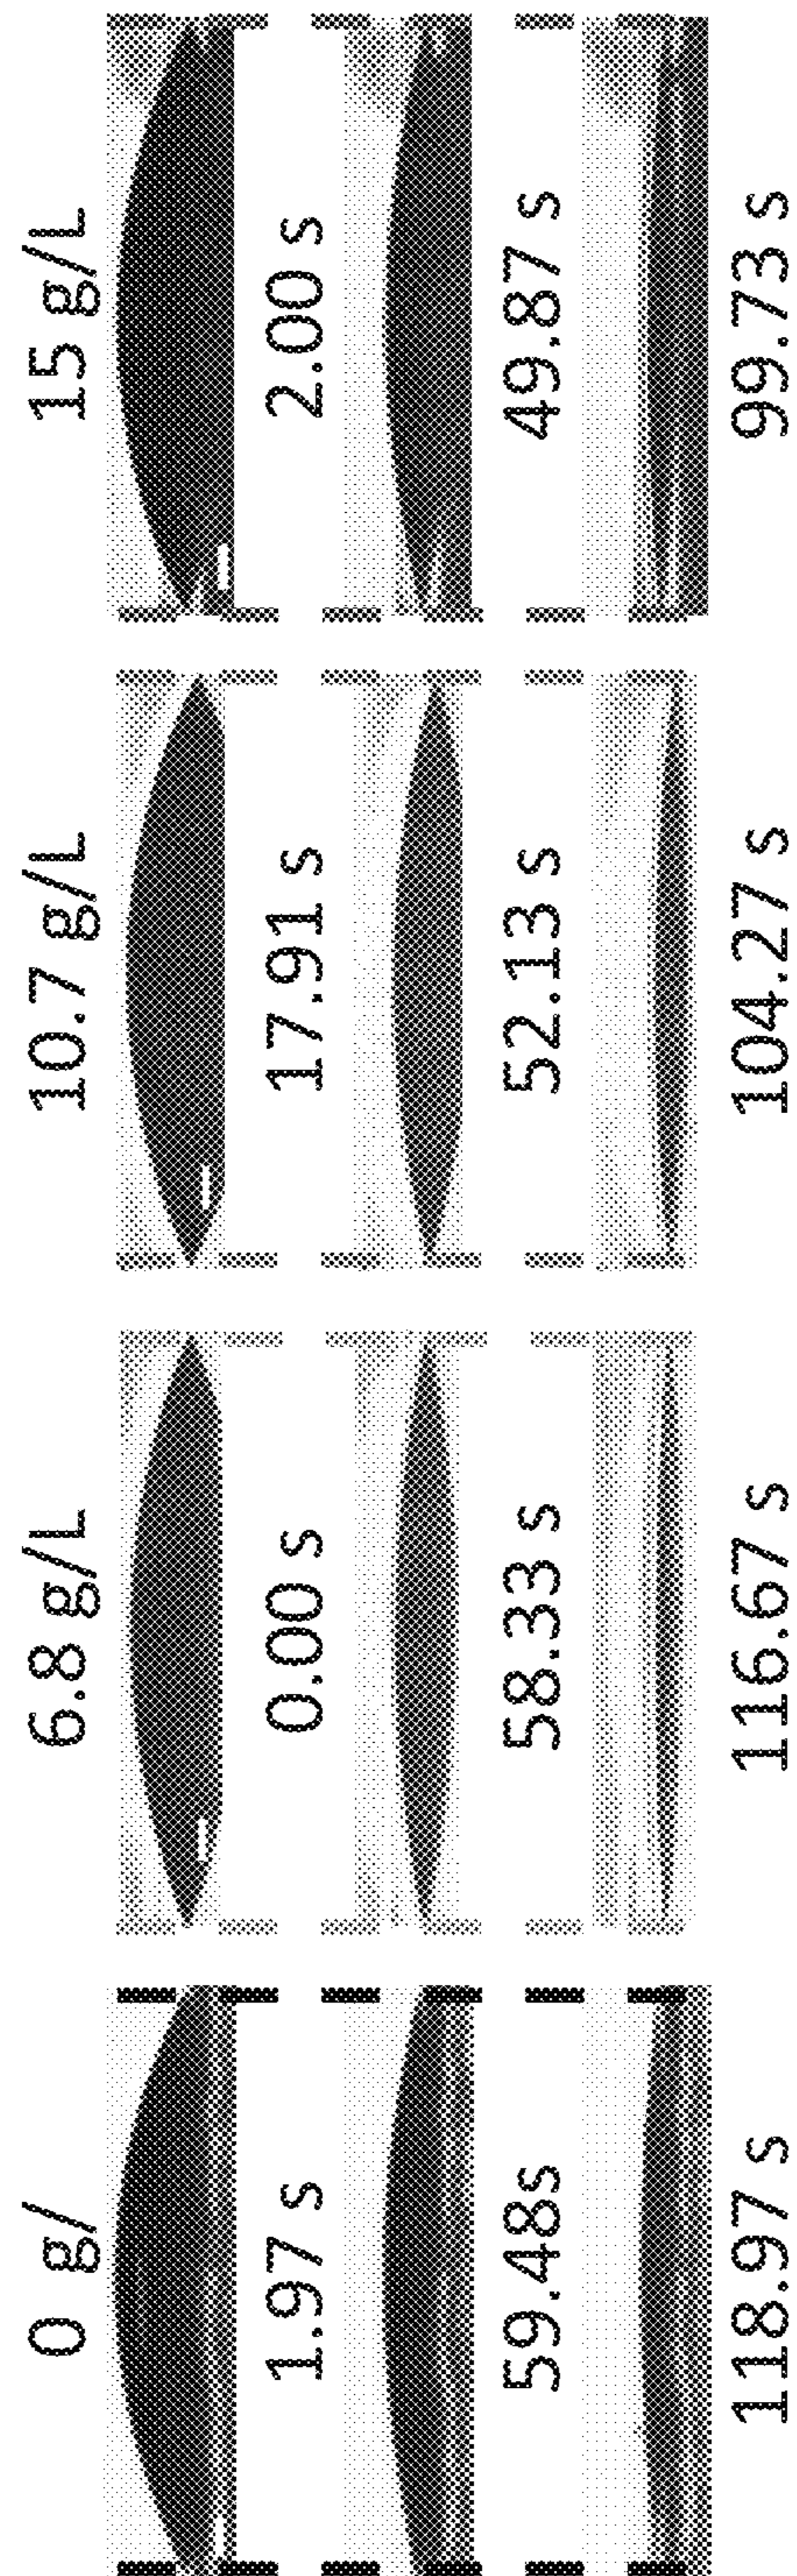 0 g/
6.8 g/L
10.7 g/L
15 g/L
1.97 s
0.00 s
17.91 s
2.00 s
59.48s
58.33 s
52.13 s
49.87 s
118.97 s
116.67 s
104.27 s
99.73 s